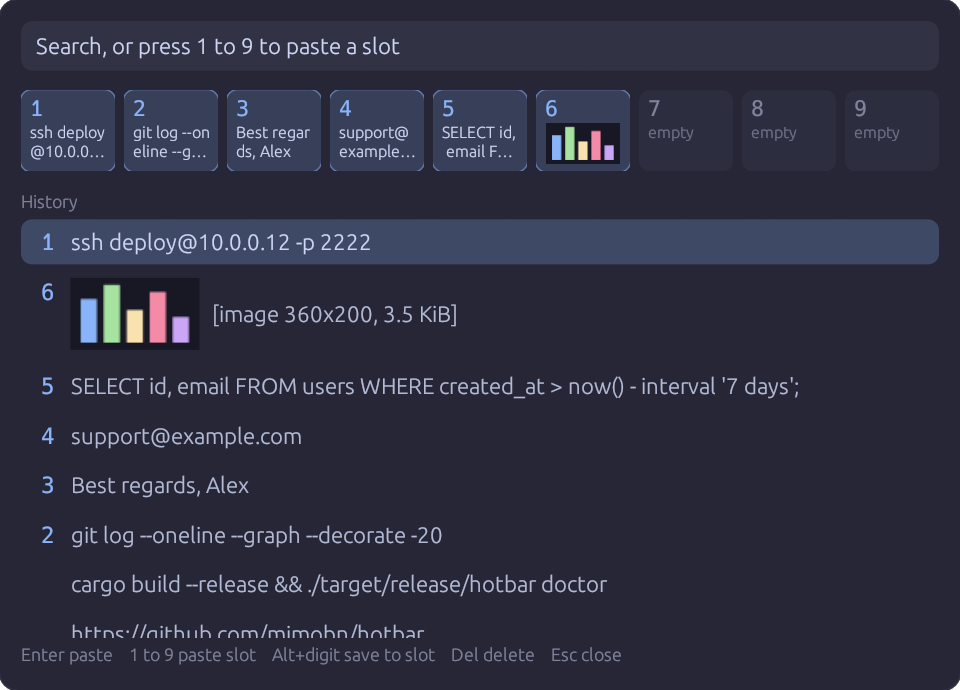 Search, or press 1 to 9 to paste a slot
1
ssh deploy
@10.0.0...
2
git log --on
eline --g...
3
Best regar
ds, Alex
4
support@
example...
5
SELECT id,
email F...
6
7
empty
8
empty
9
empty
History
1 ssh deploy@10.0.0.12 -p 2222
6 [image 360x200, 3.5 KiB]
5 SELECT id, email FROM users WHERE created_at > now() - interval '7 days';
4 support@example.com
3 Best regards, Alex
2 git log --oneline --graph --decorate -20
cargo build --release && ./target/release/hotbar doctor
https://github.com/mimobn/hotbar
Enter paste 1 to 9 paste slot Alt+digit save to slot Del delete Esc close